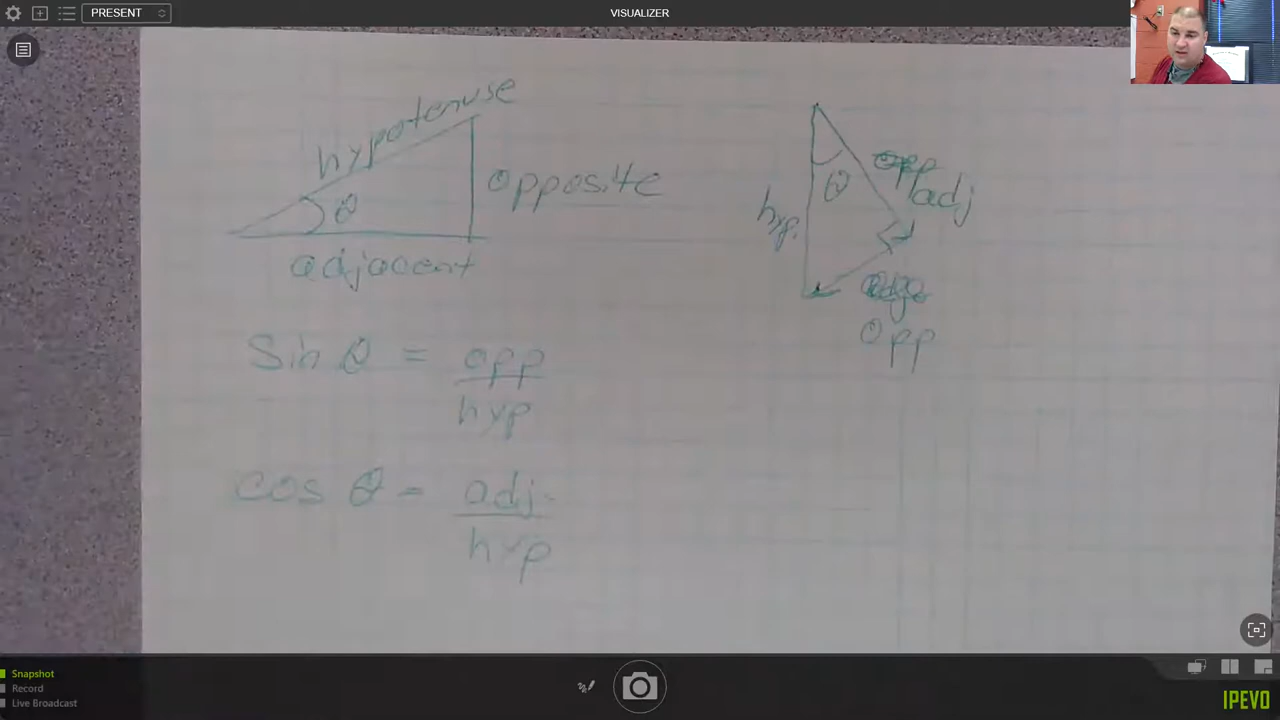 PRESENT
VISUALIZER
hypotenuse
θ
opposite
adjacent
sin θ = opp
hyp
cos θ = adj.
hyp
θ
hyp.
opp
adj
adj
opp
Snapshot
Record
Live Broadcast
IPEVO